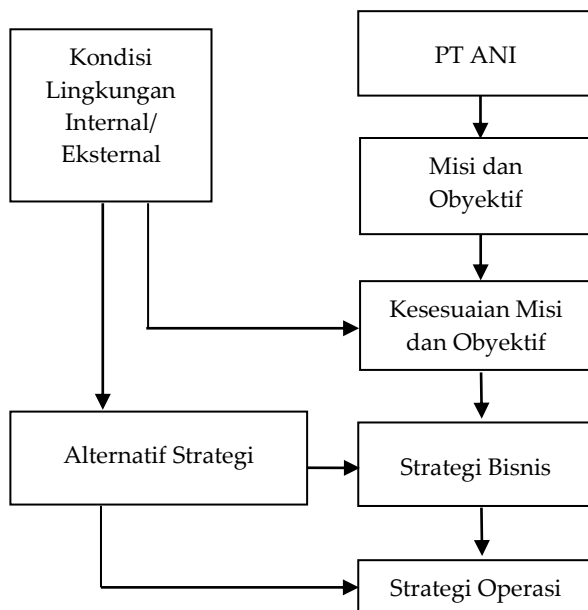 Kondisi
Lingkungan
Internal/
Eksternal
PT ANI
Misi dan
Obyektif
Kesesuaian Misi
dan Obyektif
Alternatif Strategi
Strategi Bisnis
Strategi Operasi